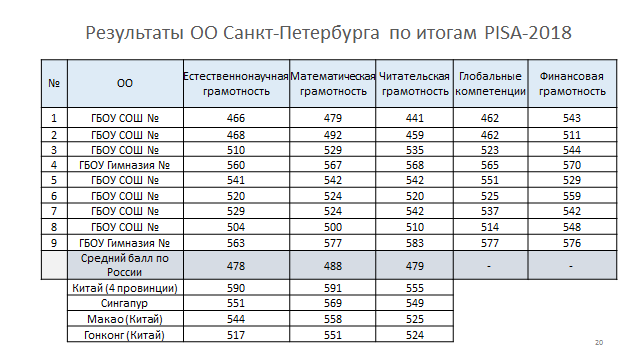 Результаты ОО Санкт-Петербурга по итогам PISA-2018
№ ОО Естественнонаучная грамотность Математическая грамотность Читательская грамотность Глобальные компетенции Финансовая грамотность
1 ГБОУ СОШ № 466 479 441 462 543
2 ГБОУ СОШ № 468 492 459 462 511
3 ГБОУ СОШ № 510 529 535 523 544
4 ГБОУ Гимназия № 560 567 568 565 570
5 ГБОУ СОШ № 541 542 542 551 529
6 ГБОУ СОШ № 520 524 520 525 559
7 ГБОУ СОШ № 529 524 542 537 542
8 ГБОУ СОШ № 504 500 510 514 548
9 ГБОУ Гимназия № 563 577 583 577 576
Средний балл по России 478 488 479 - -
Китай (4 провинции) 590 591 555
Сингапур 551 569 549
Макао (Китай) 544 558 525
Гонконг (Китай) 517 551 524
20